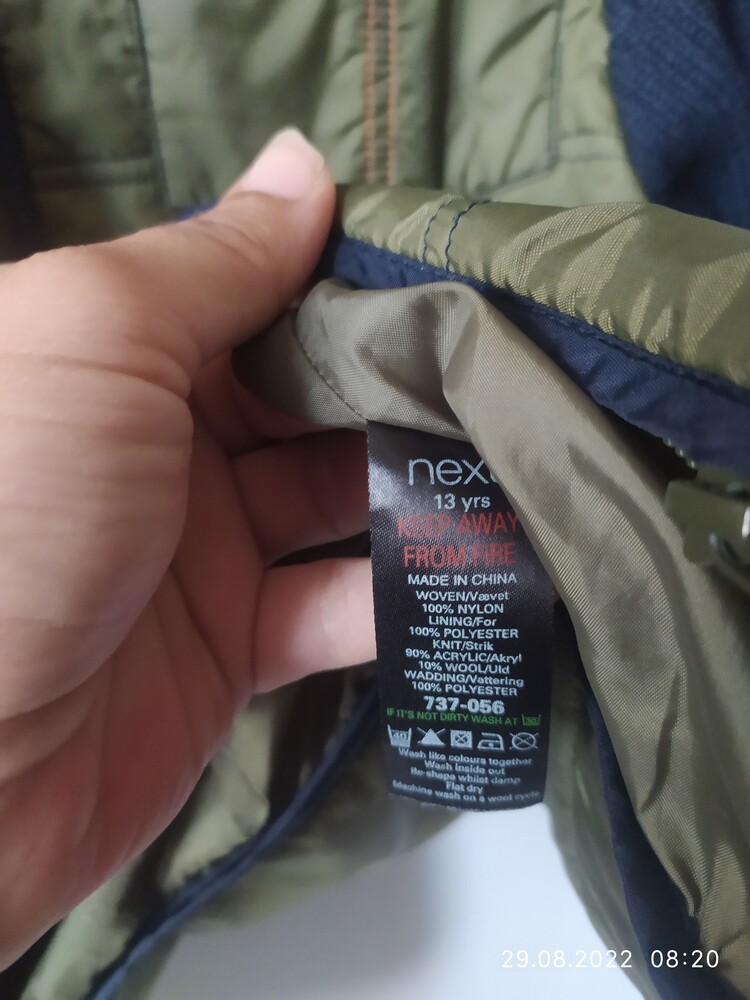 next
13 yrs
KEEP AWAY
FROM FIRE
MADE IN CHINA
WOVEN/Vævet
100% NYLON
LINING/For
100% POLYESTER
KNIT/Strik
90% ACRYLIC/Akryl
10% WOOL/Uld
WADDING/Vattering
100% POLYESTER
737-056
IF IT'S NOT DIRTY WASH AT 30
40
Wash like colours together
Wash inside out
Re-shape whilst damp
Flat dry
Machine wash on a wool cycle
29.08.2022 08:20